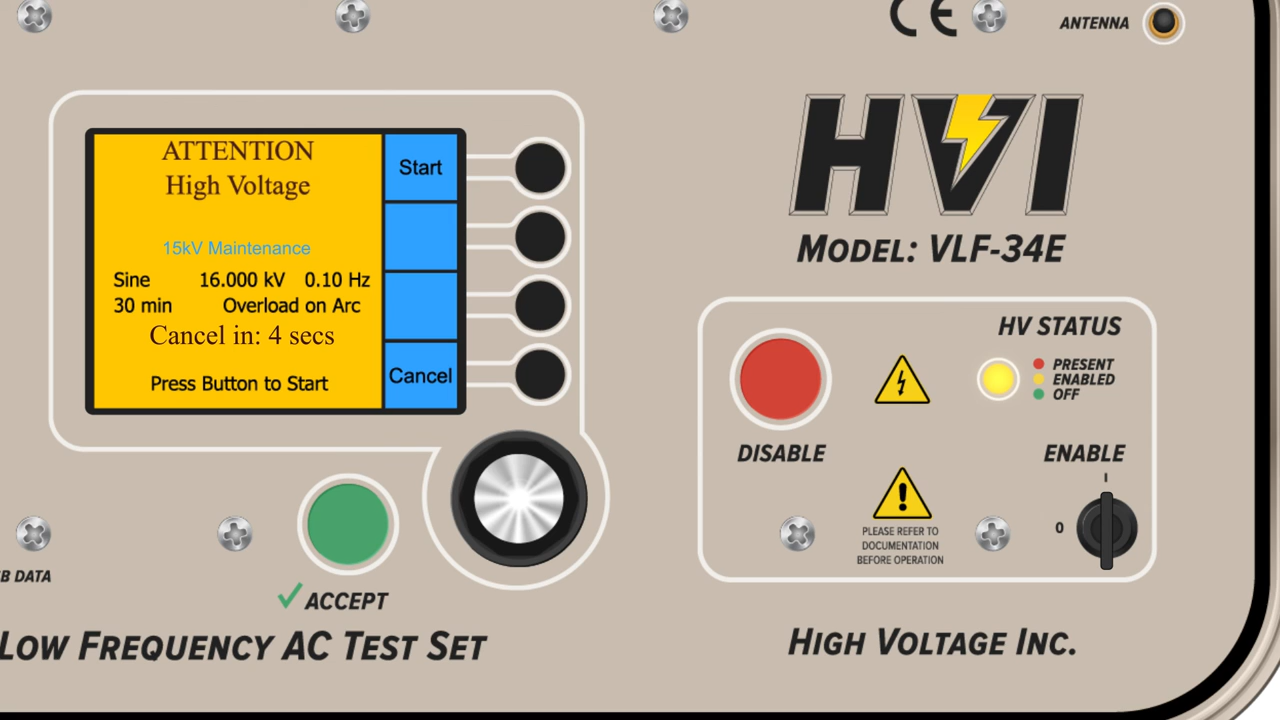 CE
ANTENNA
HVI
MODEL: VLF-34E
ATTENTION
High Voltage
15kV Maintenance
Sine 16.000 kV 0.10 Hz
30 min Overload on Arc
Cancel in: 4 secs
Press Button to Start
Start
Cancel
HV STATUS
PRESENT
ENABLED
OFF
DISABLE
ENABLE
I
0
PLEASE REFER TO
DOCUMENTATION
BEFORE OPERATION
B DATA
ACCEPT
LOW FREQUENCY AC TEST SET
HIGH VOLTAGE INC.